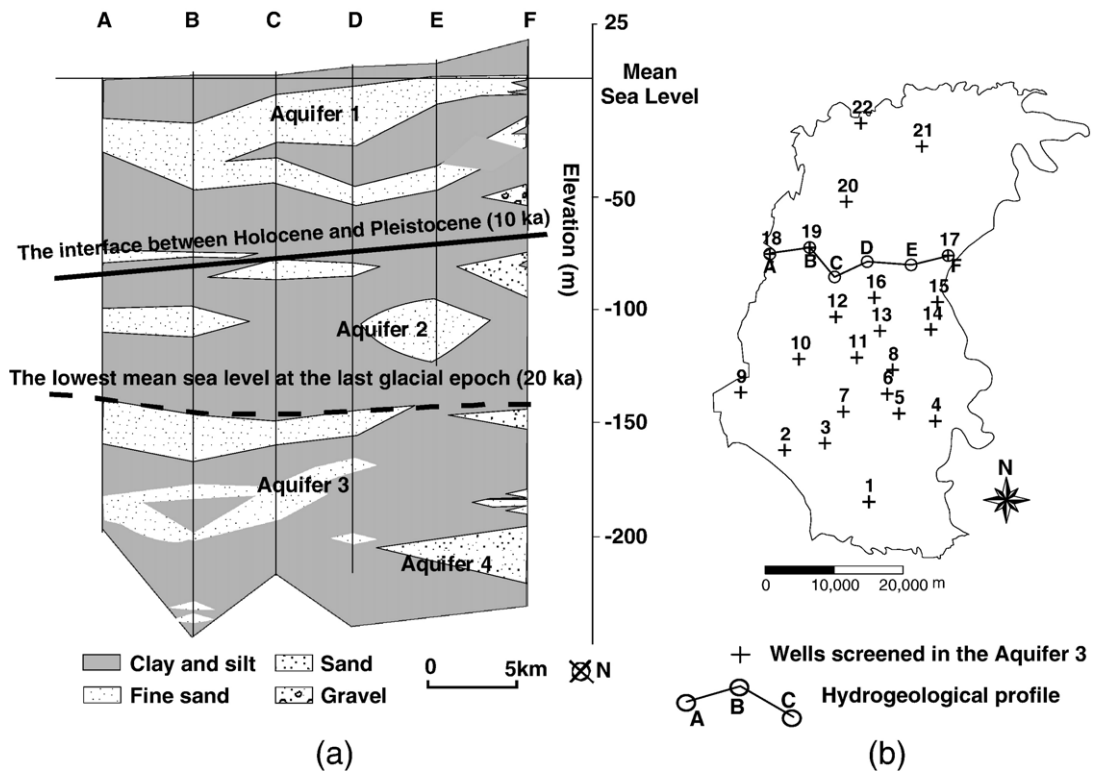 A B C D E F
25
Mean
Sea Level
Aquifer 1
-50
The interface between Holocene and Pleistocene (10 ka)
Elevation (m)
-100
Aquifer 2
The lowest mean sea level at the last glacial epoch (20 ka)
-150
Aquifer 3
-200
Aquifer 4
Clay and silt
Sand
Fine sand
Gravel
0 5km
N
(a)
22
21
20
18 19 17
A B C D E F
16
15
12 13 14
10 11 8
9 6
7 5 4
2 3
1
N
0 10,000 20,000 m
Wells screened in the Aquifer 3
A B C
Hydrogeological profile
(b)